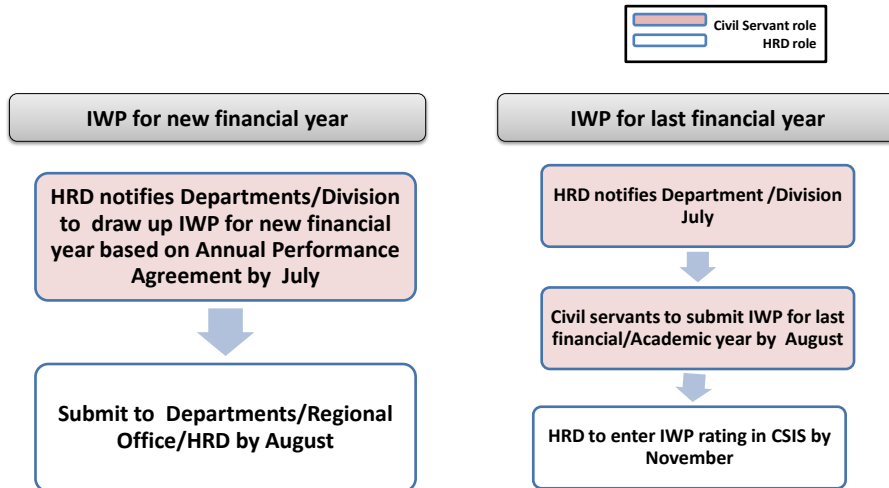 Civil Servant role
HRD role
IWP for new financial year
HRD notifies Departments/Division
to draw up IWP for new financial
year based on Annual Performance
Agreement by July
Submit to Departments/Regional
Office/HRD by August
IWP for last financial year
HRD notifies Department /Division
July
Civil servants to submit IWP for last
financial/Academic year by August
HRD to enter IWP rating in CSIS by
November